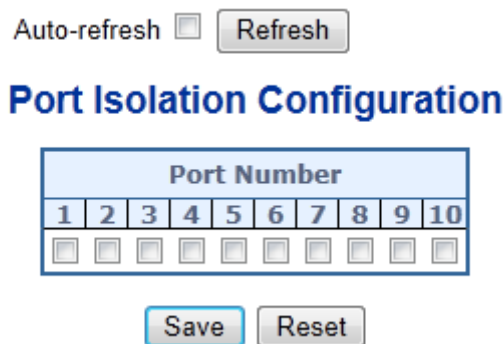 Auto-refresh Refresh
Port Isolation Configuration
Port Number
1 2 3 4 5 6 7 8 9 10
Save Reset